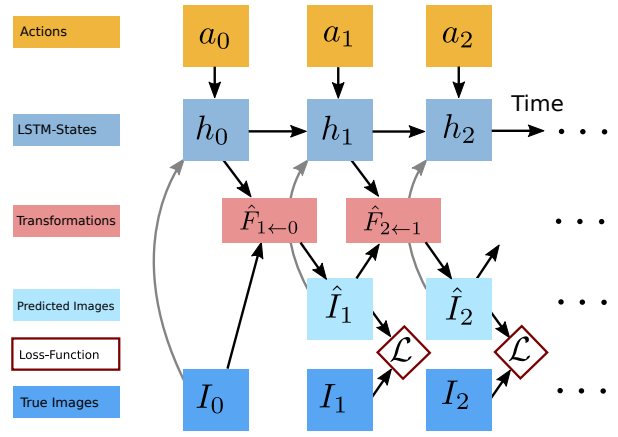 Actions
a₀ a₁ a₂
Time
LSTM-States
h₀ h₁ h₂ . . .
Transformations
F̂₁←₀ F̂₂←₁ . . .
Predicted Images
Î₁ Î₂ . . .
Loss-Function
ℒ ℒ
True Images
I₀ I₁ I₂ . . .